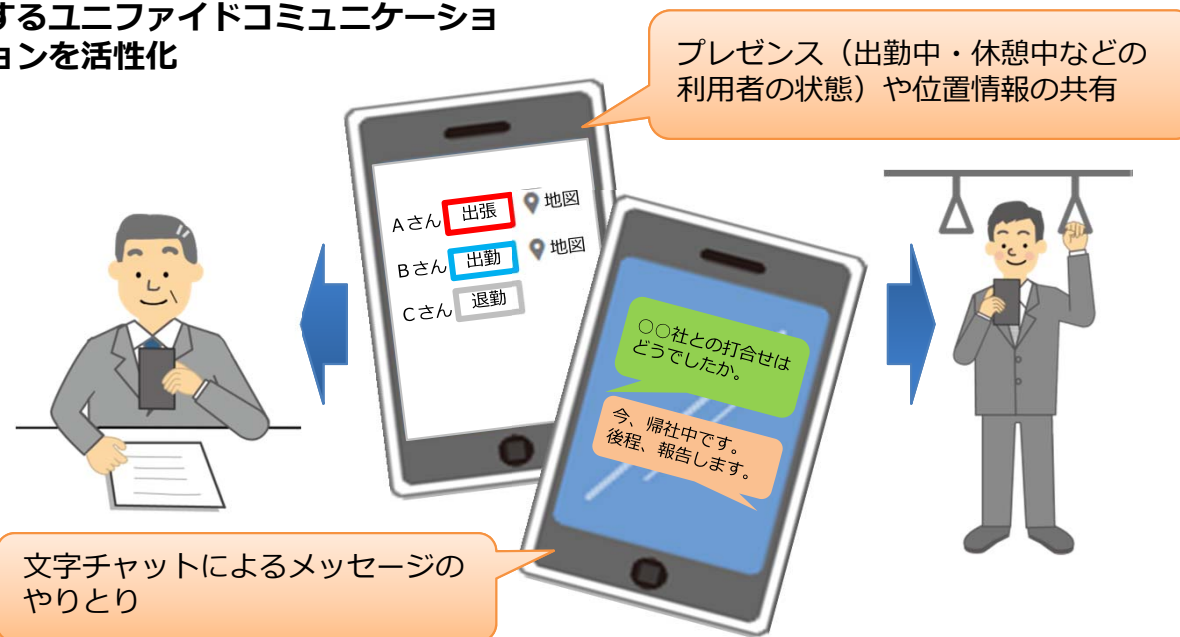 するユニファイドコミュニケーショ
ョンを活性化
プレゼンス（出勤中・休憩中などの
利用者の状態）や位置情報の共有
Aさん 出張 地図
Bさん 出勤 地図
Cさん 退勤
○○社との打合せは
どうでしたか。
今、帰社中です。
後程、報告します。
文字チャットによるメッセージの
やりとり